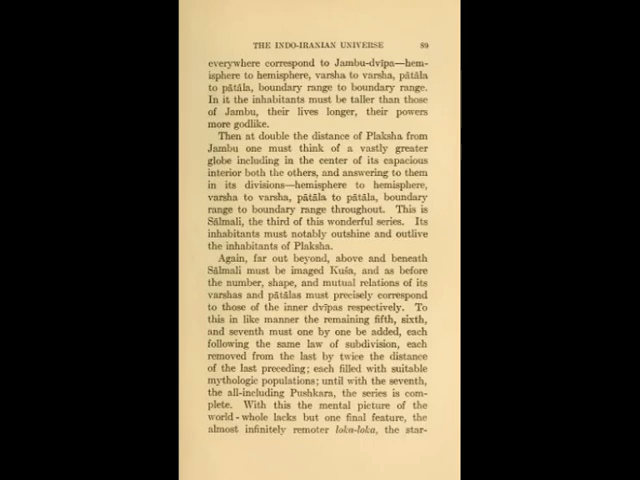 THE INDO-IRANIAN UNIVERSE 89
everywhere correspond to Jambu-dvīpa—hem-
isphere to hemisphere, varsha to varsha, pātāla
to pātāla, boundary range to boundary range.
In it the inhabitants must be taller than those
of Jambu, their lives longer, their powers
more godlike.
Then at double the distance of Plaksha from
Jambu one must think of a vastly greater
globe including in the center of its capacious
interior both the others, and answering to them
in its divisions—hemisphere to hemisphere,
varsha to varsha, pātāla to pātāla, boundary
range to boundary range throughout. This is
Sālmali, the third of this wonderful series. Its
inhabitants must notably outshine and outlive
the inhabitants of Plaksha.
Again, far out beyond, above and beneath
Sālmali must be imaged Kuśa, and as before
the number, shape, and mutual relations of its
varshas and pātālas must precisely correspond
to those of the inner dvīpas respectively. To
this in like manner the remaining fifth, sixth,
and seventh must one by one be added, each
following the same law of subdivision, each
removed from the last by twice the distance
of the last preceding; each filled with suitable
mythologic populations; until with the seventh,
the all-including Pushkara, the series is com-
plete. With this the mental picture of the
world-whole lacks but one final feature, the
almost infinitely remoter loka-loka, the star-